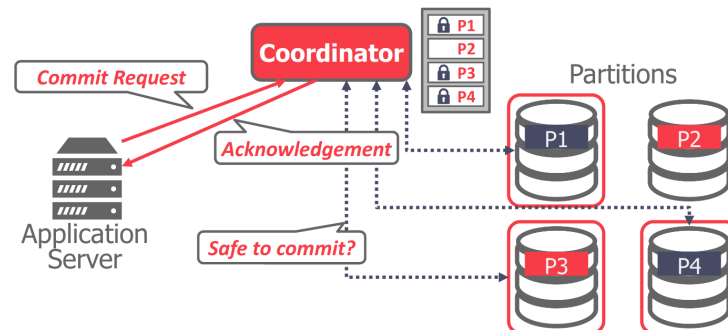 P1
P2
P3
P4
Coordinator
Commit Request
Partitions
P1
P2
Acknowledgement
Application
Server
Safe to commit?
P3
P4